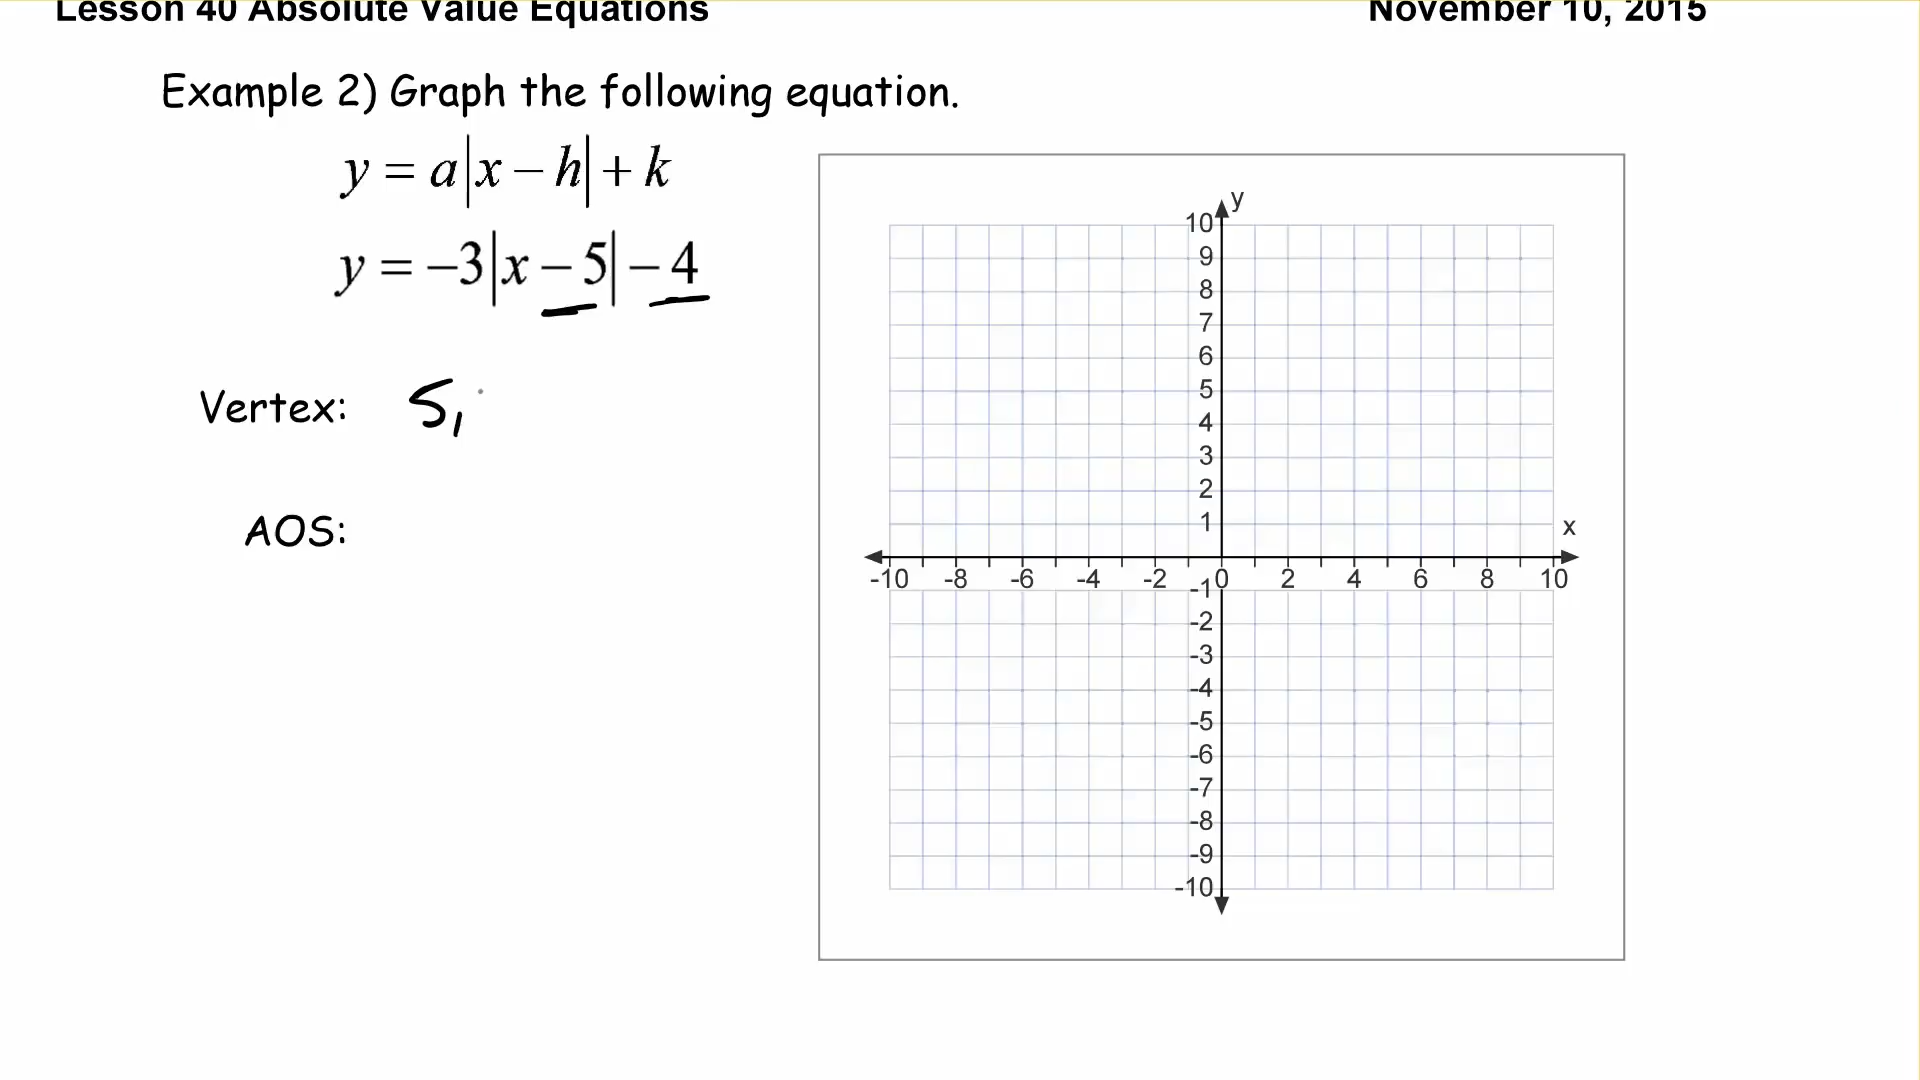 Lesson 40 Absolute Value Equations November 10, 2015
Example 2) Graph the following equation.
y = a|x − h| + k
y = −3|x − 5| − 4
Vertex: 5,
AOS:
y
10
9
8
7
6
5
4
3
2
1
x
-10 -8 -6 -4 -2 0 2 4 6 8 10
-1
-2
-3
-4
-5
-6
-7
-8
-9
-10